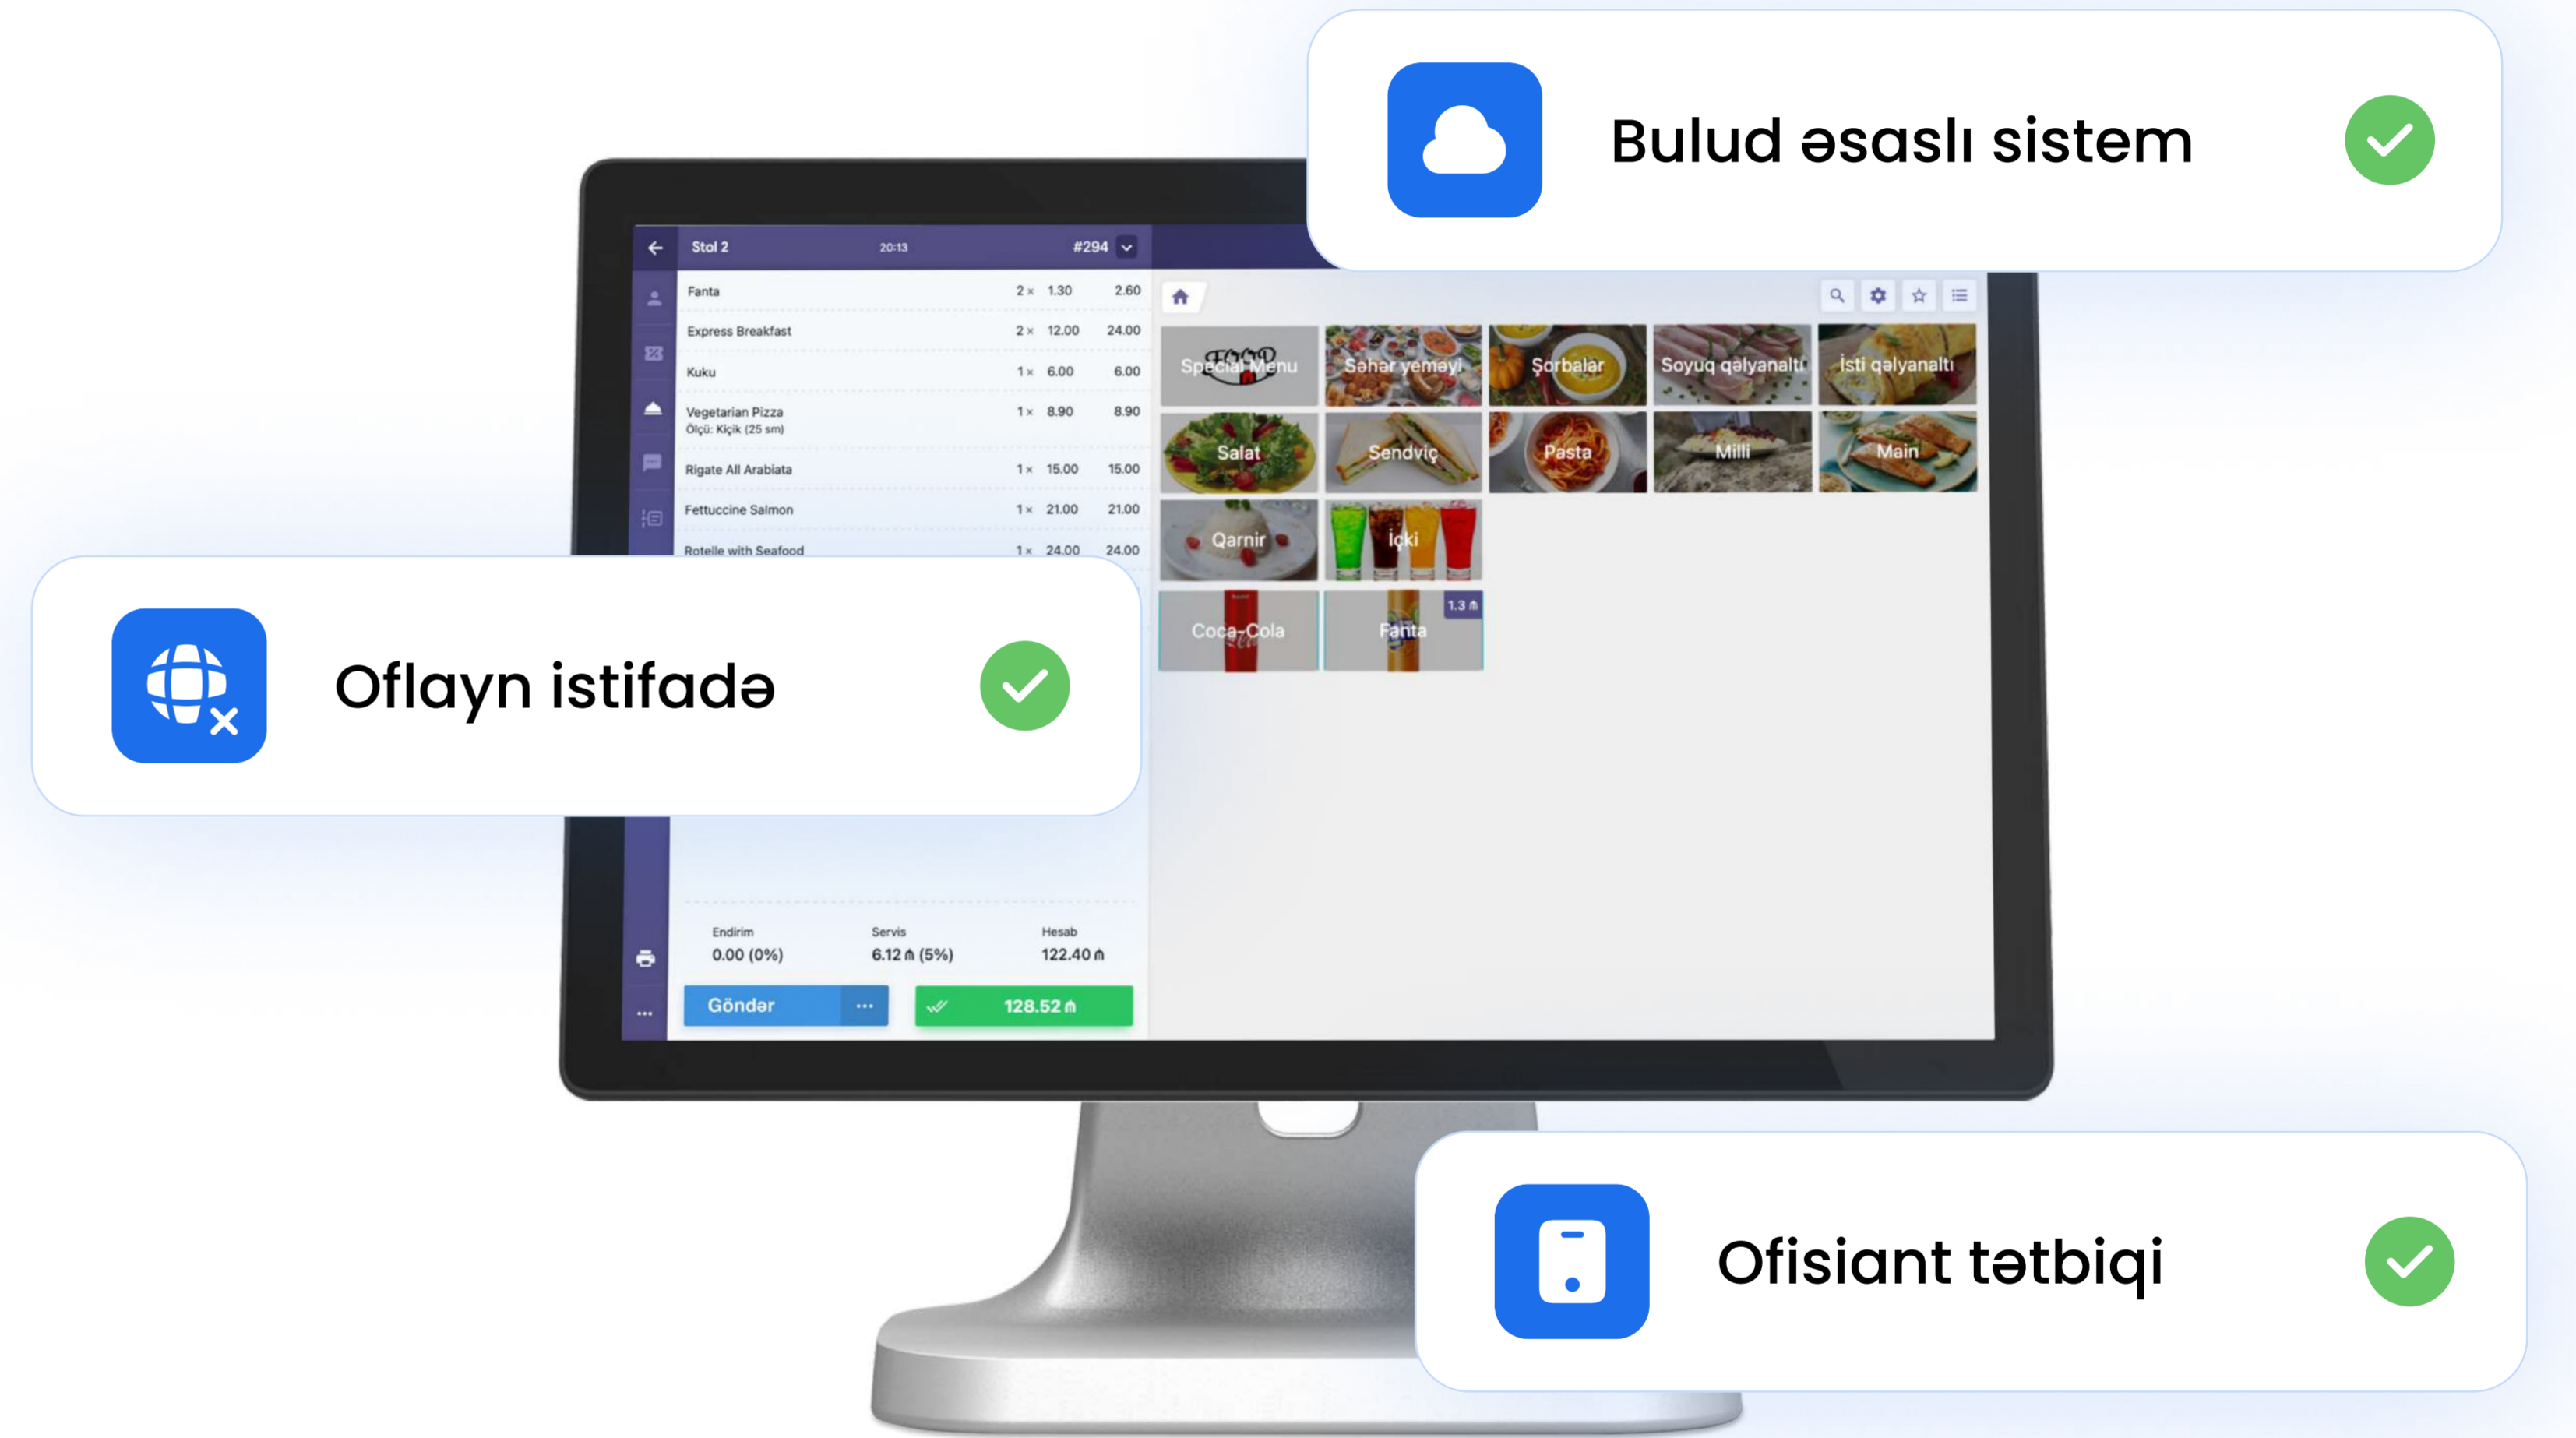 Bulud əsaslı sistem
Stol 2 20:13 #294
Fanta 2 × 1.30 2.60
Express Breakfast 2 × 12.00 24.00
Kuku 1 × 6.00 6.00
Vegetarian Pizza 1 × 8.90 8.90
Ölçü: Kiçik (25 sm)
Rigate All Arabiata 1 × 15.00 15.00
Fettuccine Salmon 1 × 21.00 21.00
Rotelle with Seafood 1 × 24.00 24.00
FOOD
Special Menu Səhər yeməyi Şorbalar Soyuq qəlyanaltı İsti qəlyanaltı
Salat Sendviç Pasta Milli Main
Qarnir İçki
1.3 ₼
Coca-Cola Fanta
Oflayn istifadə
Endirim Servis Hesab
0.00 (0%) 6.12 ₼ (5%) 122.40 ₼
Göndər ... 128.52 ₼
Ofisiant tətbiqi